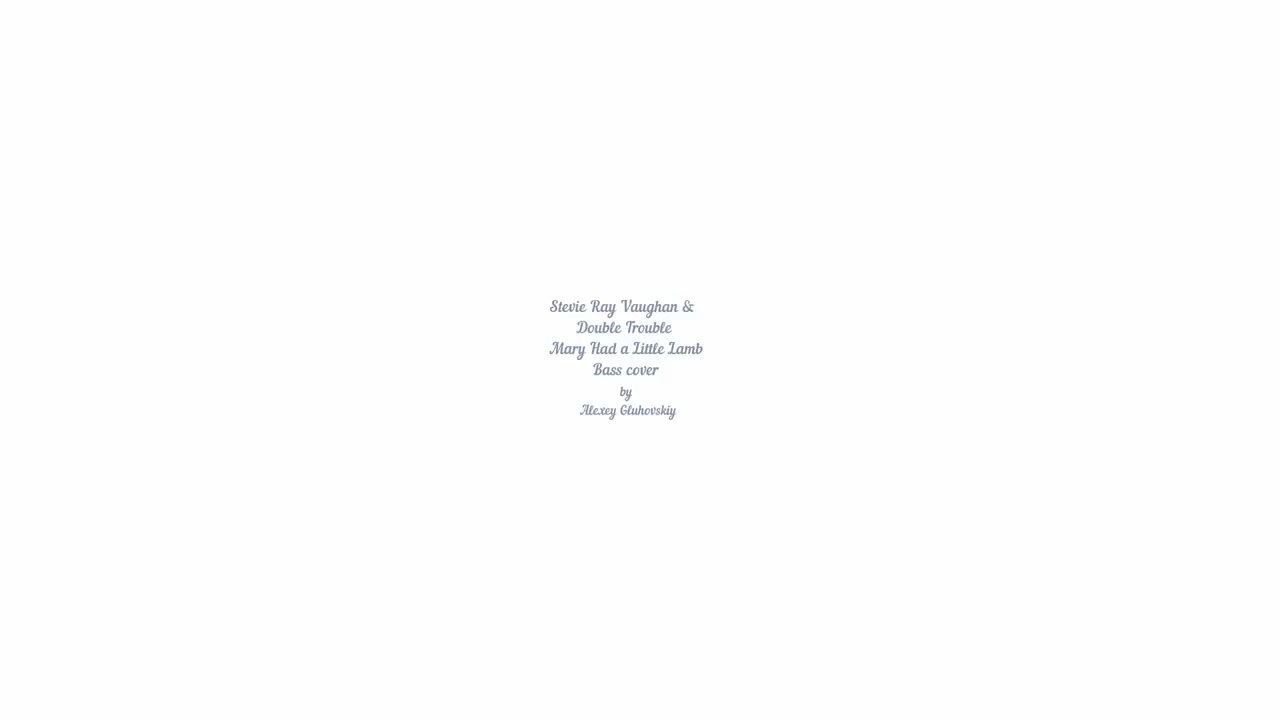 Stevie Ray Vaughan &
Double Trouble
Mary Had a Little Lamb
Bass cover
by
Alexey Gluhovskiy